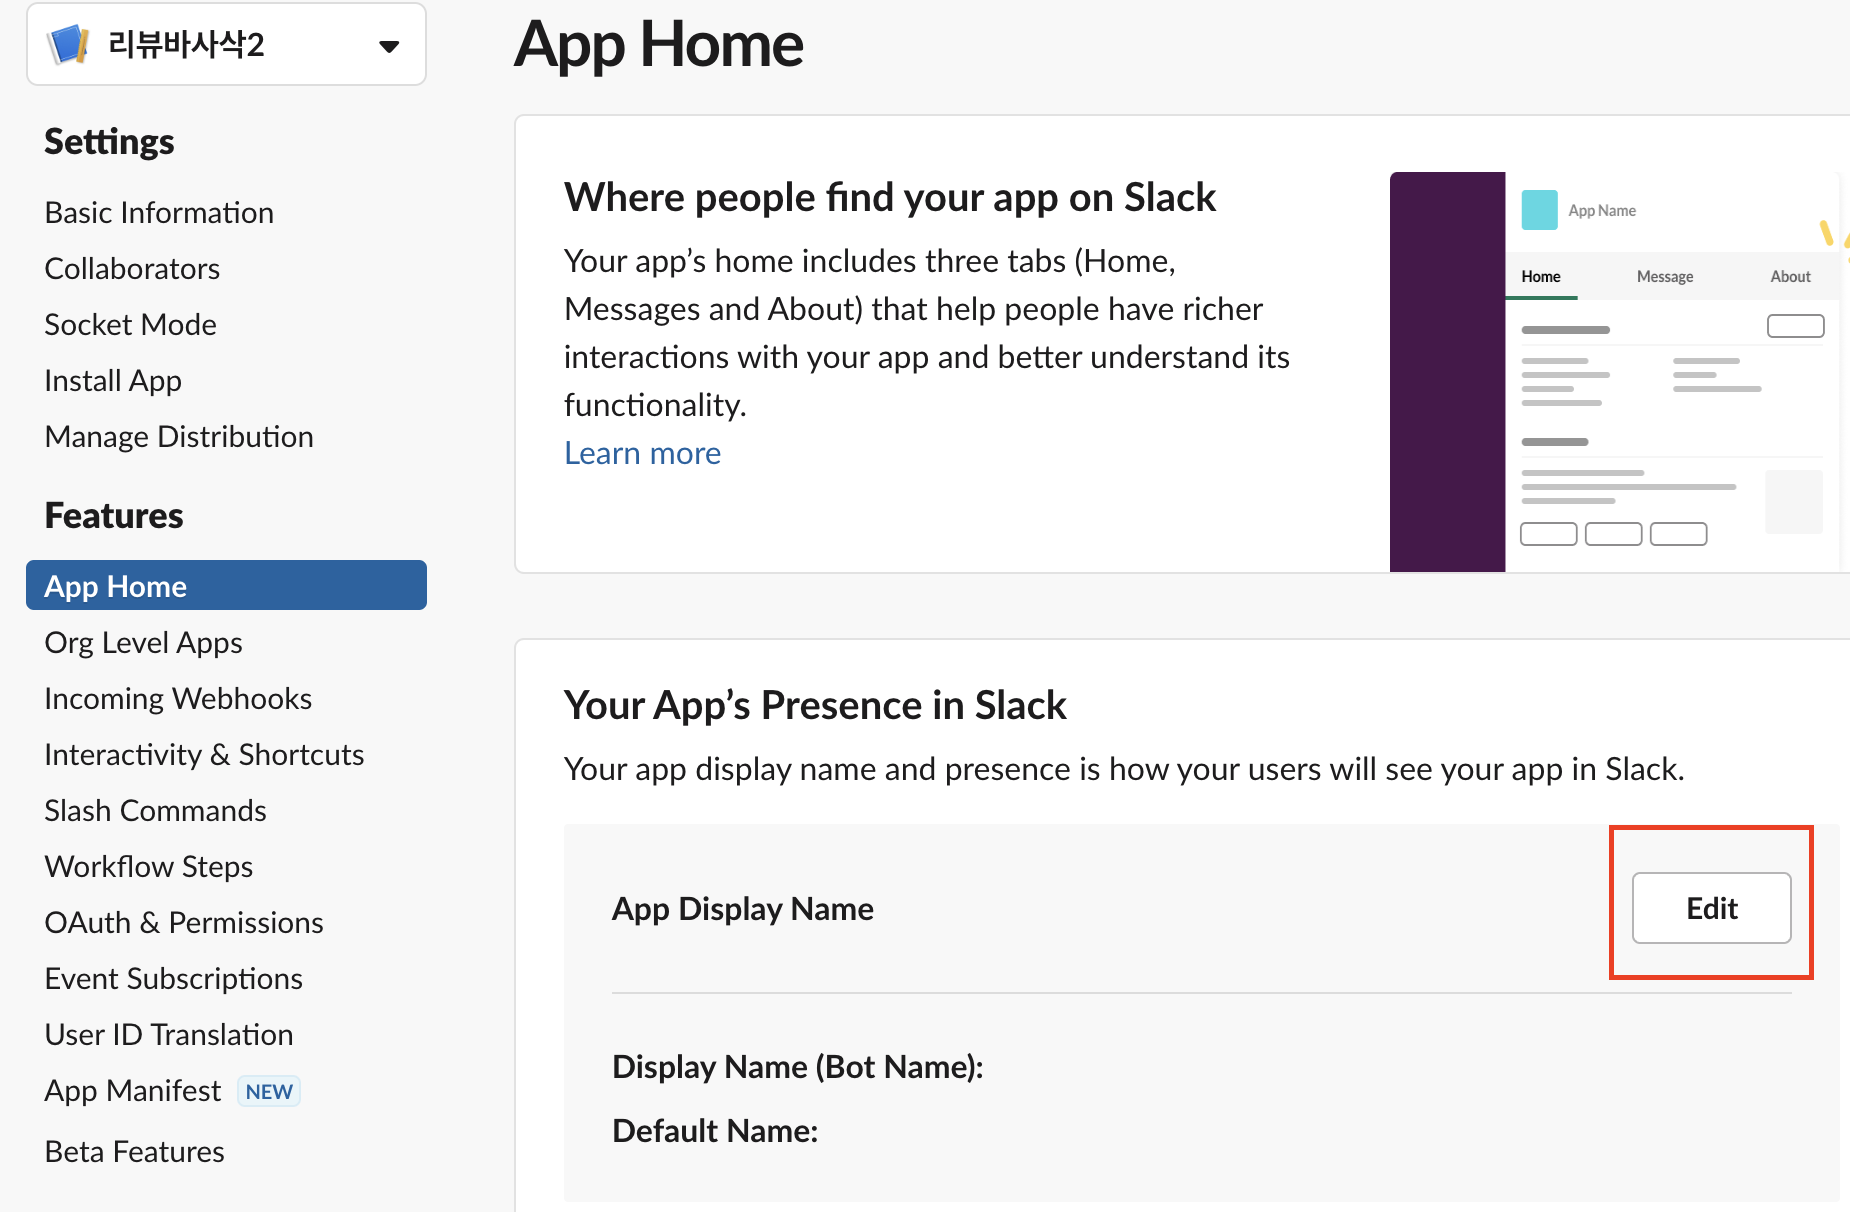 리뷰바사삭2
Settings
Basic Information
Collaborators
Socket Mode
Install App
Manage Distribution
Features
App Home
Org Level Apps
Incoming Webhooks
Interactivity & Shortcuts
Slash Commands
Workflow Steps
OAuth & Permissions
Event Subscriptions
User ID Translation
App Manifest NEW
Beta Features
App Home
Where people find your app on Slack
Your app’s home includes three tabs (Home,
Messages and About) that help people have richer
interactions with your app and better understand its
functionality.
Learn more
App Name
Home Message About
Your App’s Presence in Slack
Your app display name and presence is how your users will see your app in Slack.
App Display Name
Edit
Display Name (Bot Name):
Default Name: